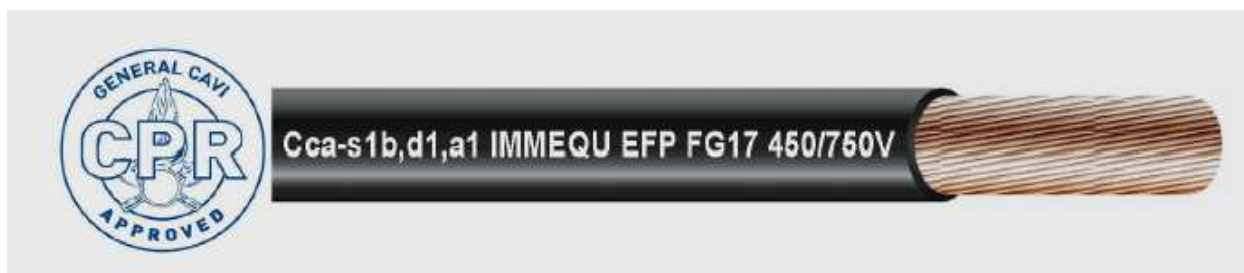 GENERAL CAVI
CPR
APPROVED
Cca-s1b,d1,a1 IMMEQU EFP FG17 450/750V